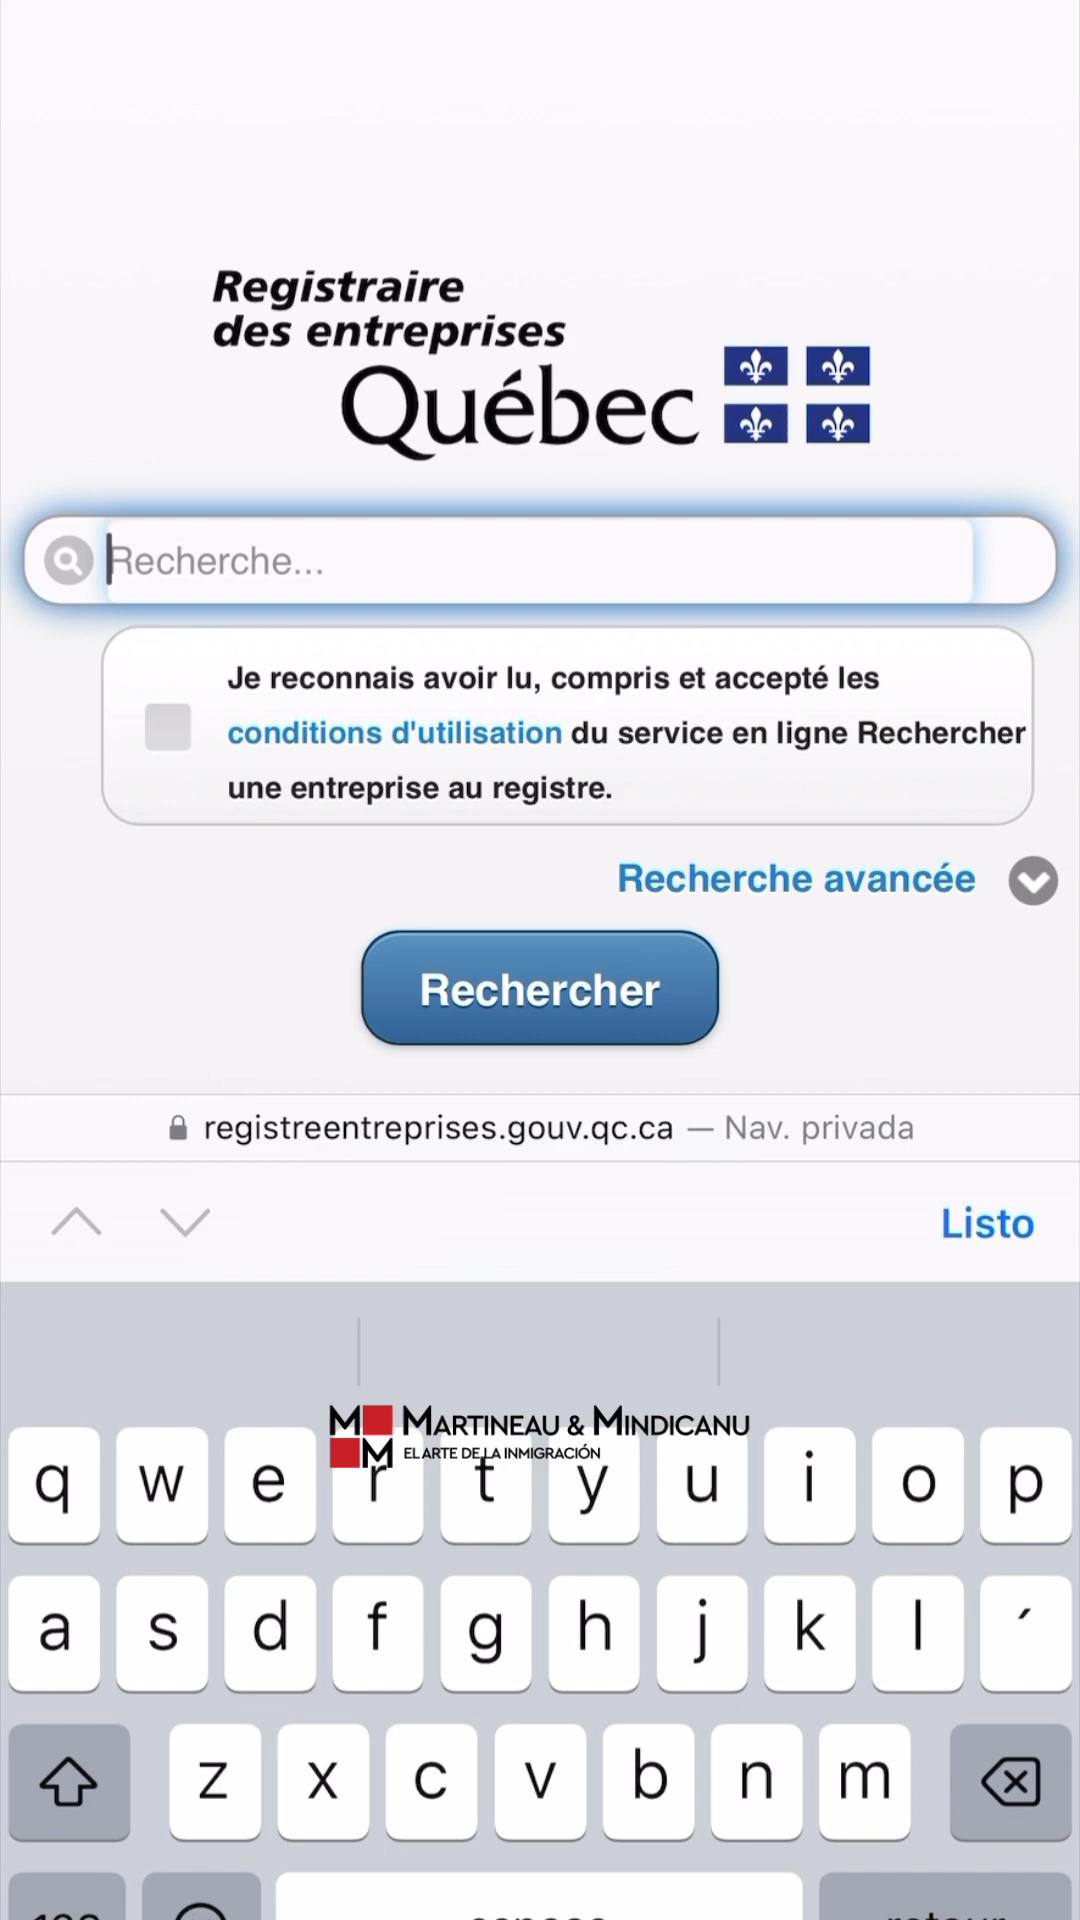 Registraire
des entreprises
Québec
Recherche...
Je reconnais avoir lu, compris et accepté les
conditions d'utilisation du service en ligne Rechercher
une entreprise au registre.
Recherche avancée
Rechercher
registreentreprises.gouv.qc.ca — Nav. privada
Listo
M MARTINEAU & MINDICANU
M EL ARTE DE LA INMIGRACIÓN
q w e r t y u i o p
a s d f g h j k l ´
z x c v b n m